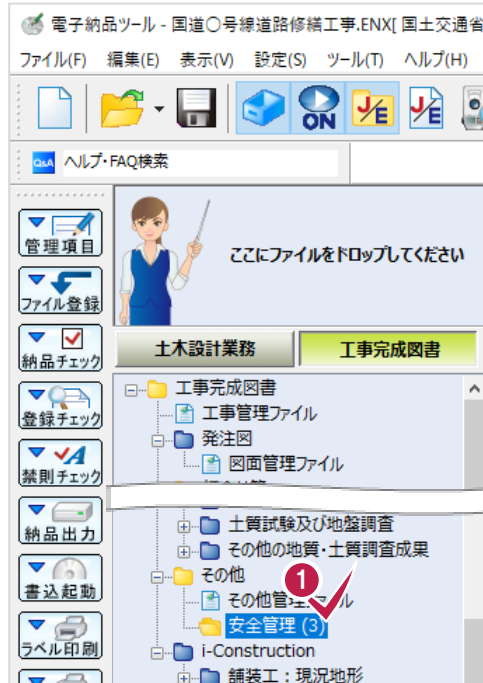 電子納品ツール - 国道〇号線道路修繕工事.ENX[ 国土交通省
ファイル(F) 編集(E) 表示(V) 設定(S) ツール(T) ヘルプ(H)
ON
J/E
J/E
Q&A ヘルプ・FAQ検索
管理項目
ファイル登録
納品チェック
登録チェック
禁則チェック
納品出力
書込起動
ラベル印刷
ここにファイルをドロップしてください
土木設計業務 工事完成図書
工事完成図書
工事管理ファイル
発注図
図面管理ファイル
土質試験及び地盤調査
その他の地質・土質調査成果
その他
1
その他管理ファイル
安全管理 (3)
i-Construction
舗装工：現況地形